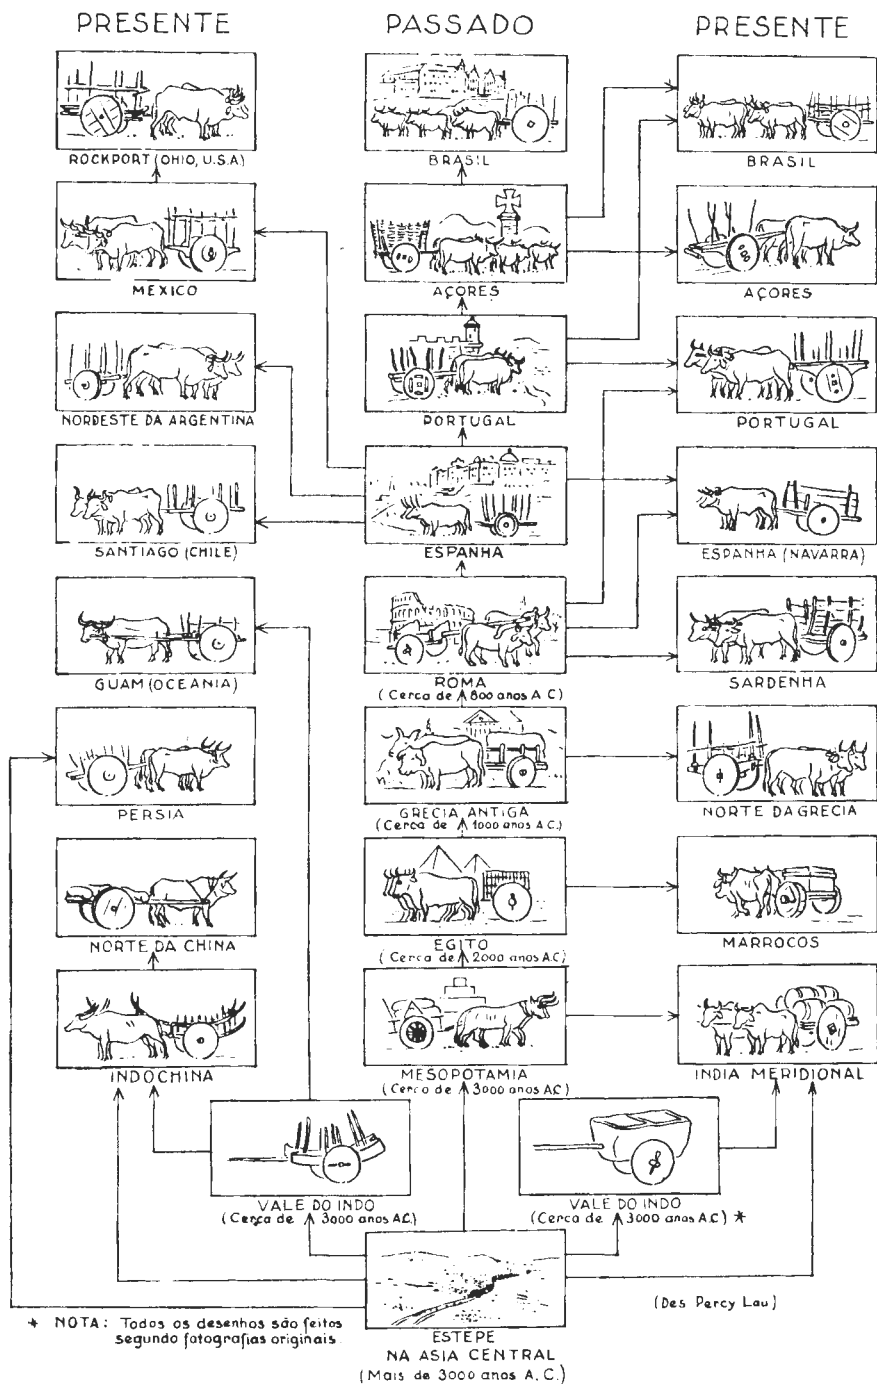 PRESENTE
PASSADO
PRESENTE
ROCKPORT (OHIO, U.S.A)
BRASIL
BRASIL
MEXICO
AÇORES
AÇORES
NORDESTE DA ARGENTINA
PORTUGAL
PORTUGAL
SANTIAGO (CHILE)
ESPANHA
ESPANHA (NAVARRA)
GUAM (OCEANIA)
ROMA
(Cerca de 800 anos A C)
SARDENHA
PERSIA
GRECIA ANTIGA
(Cerca de 1000 anos A.C.)
NORTE DA GRECIA
NORTE DA CHINA
EGITO
(Cerca de 2000 anos A.C)
MARROCOS
INDOCHINA
MESOPOTAMIA
(Cerca de 3000 anos A.C)
INDIA MERIDIONAL
VALE DO INDO
(Cerca de 3000 anos A.C.)
VALE DO INDO
(Cerca de 3000 anos A.C) *
ESTEPE
NA ASIA CENTRAL
(Mais de 3000 anos A. C.)
(Des Percy Lau)
* NOTA: Todos os desenhos são feitos
segundo fotografias originais